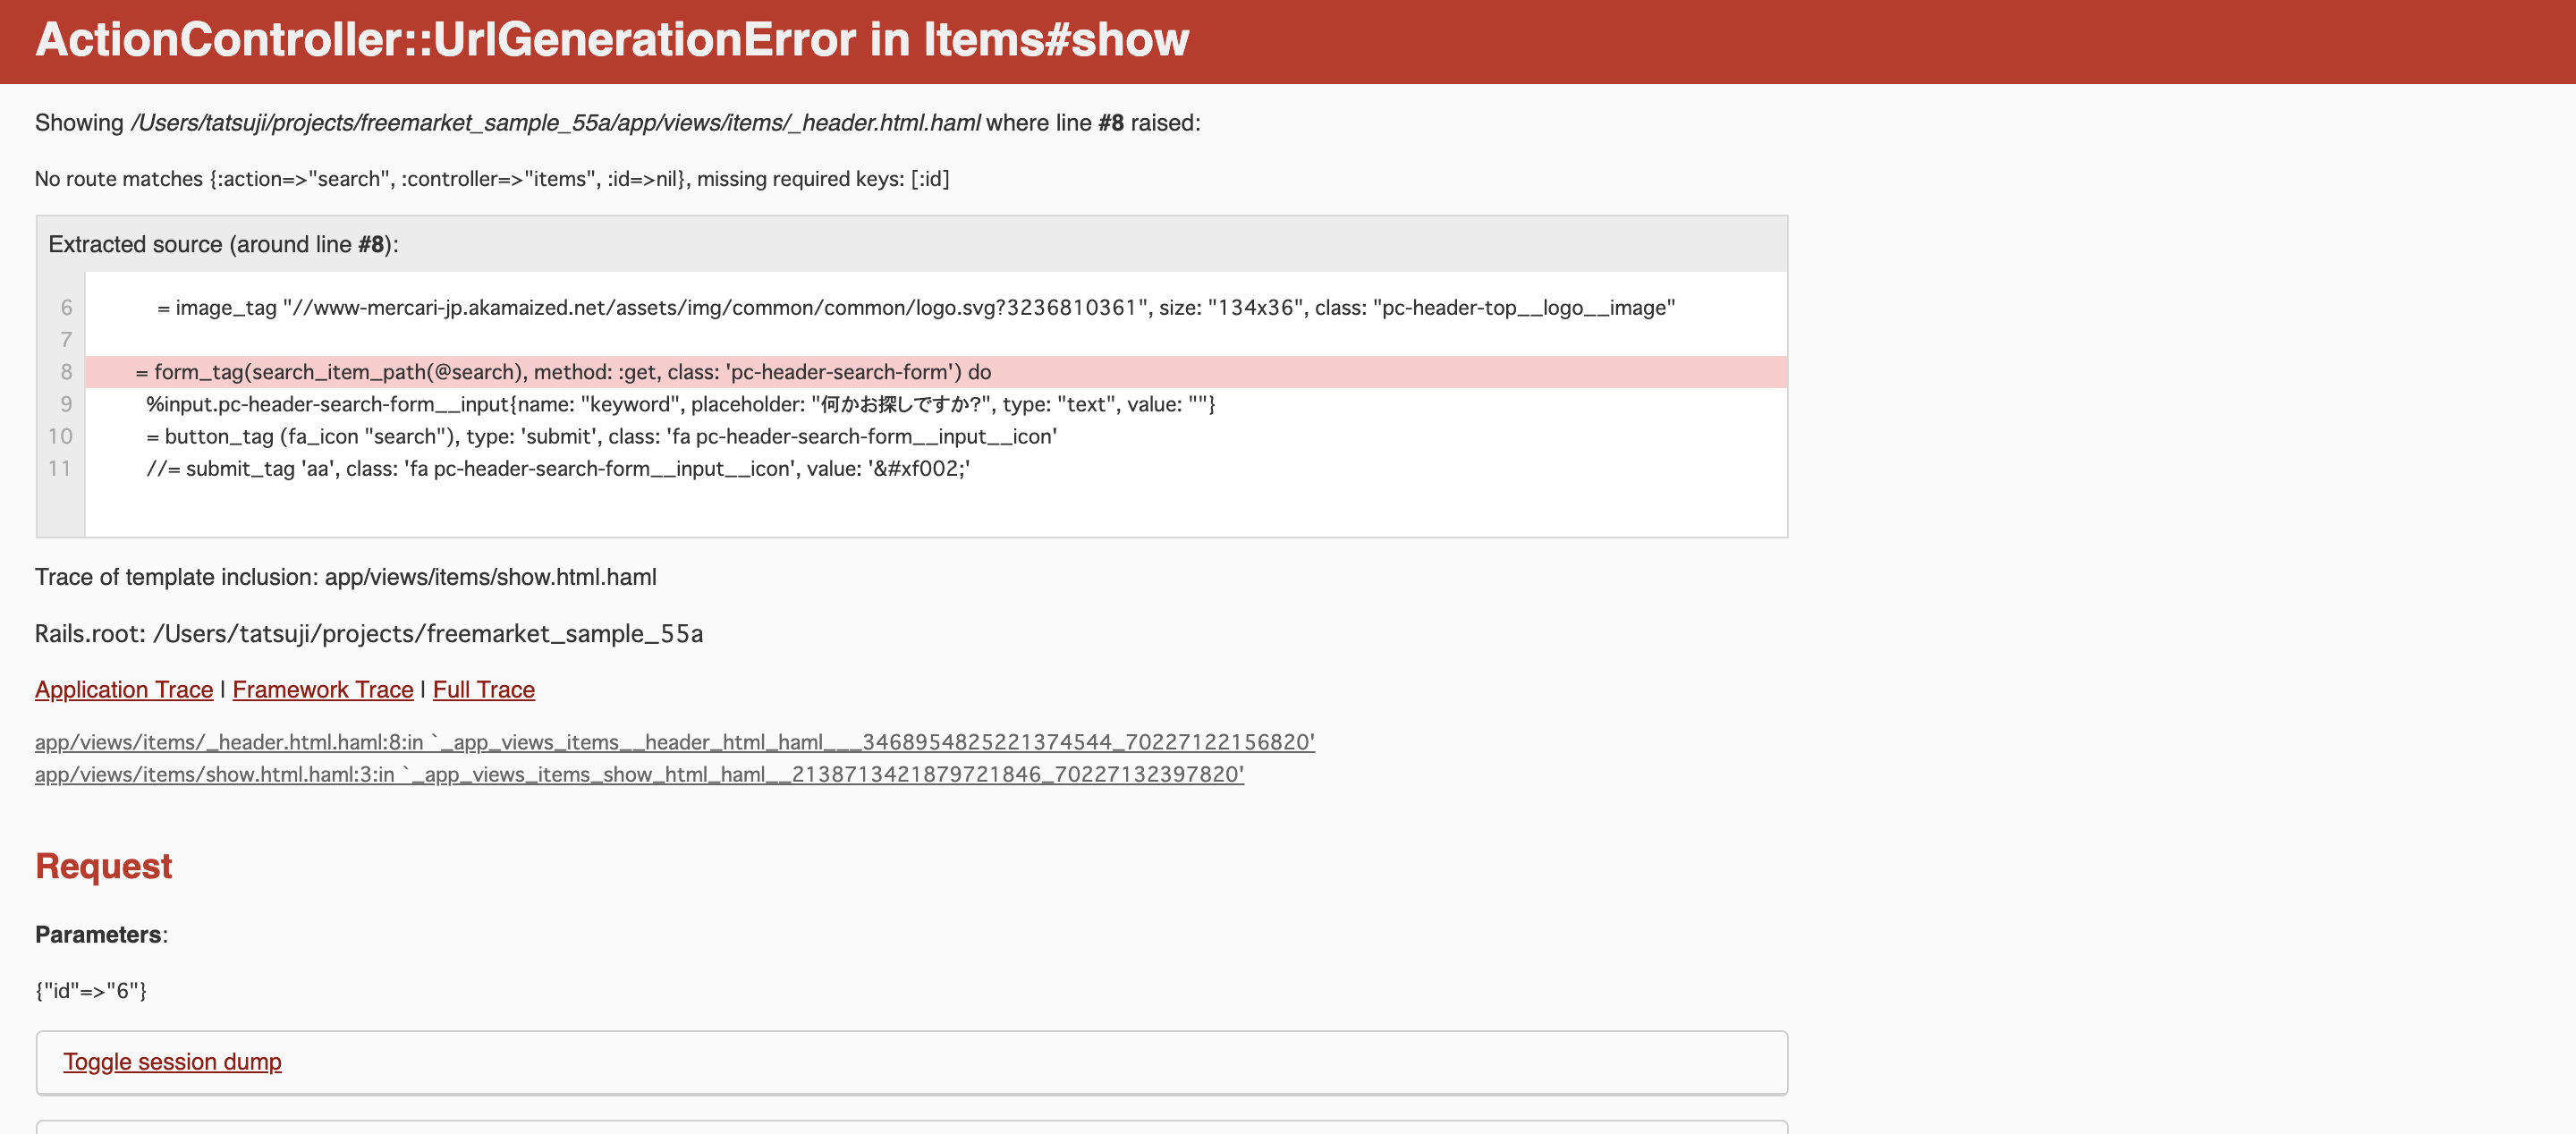 ActionController::UrlGenerationError in Items#show
Showing /Users/tatsuji/projects/freemarket_sample_55a/app/views/items/_header.html.haml where line #8 raised:
No route matches {:action=>"search", :controller=>"items", :id=>nil}, missing required keys: [:id]
Extracted source (around line #8):
6 = image_tag "//www-mercari-jp.akamaized.net/assets/img/common/common/logo.svg?3236810361", size: "134x36", class: "pc-header-top__logo__image"
7
8 = form_tag(search_item_path(@search), method: :get, class: 'pc-header-search-form') do
9 %input.pc-header-search-form__input{name: "keyword", placeholder: "何かお探しですか?", type: "text", value: ""}
10 = button_tag (fa_icon "search"), type: 'submit', class: 'fa pc-header-search-form__input__icon'
11 //= submit_tag 'aa', class: 'fa pc-header-search-form__input__icon', value: '&#xf002;'
Trace of template inclusion: app/views/items/show.html.haml
Rails.root: /Users/tatsuji/projects/freemarket_sample_55a
Application Trace | Framework Trace | Full Trace
app/views/items/_header.html.haml:8:in `_app_views_items__header_html_haml___3468954825221374544_70227122156820'
app/views/items/show.html.haml:3:in `_app_views_items_show_html_haml__2138713421879721846_70227132397820'
Request
Parameters:
{"id"=>"6"}
Toggle session dump